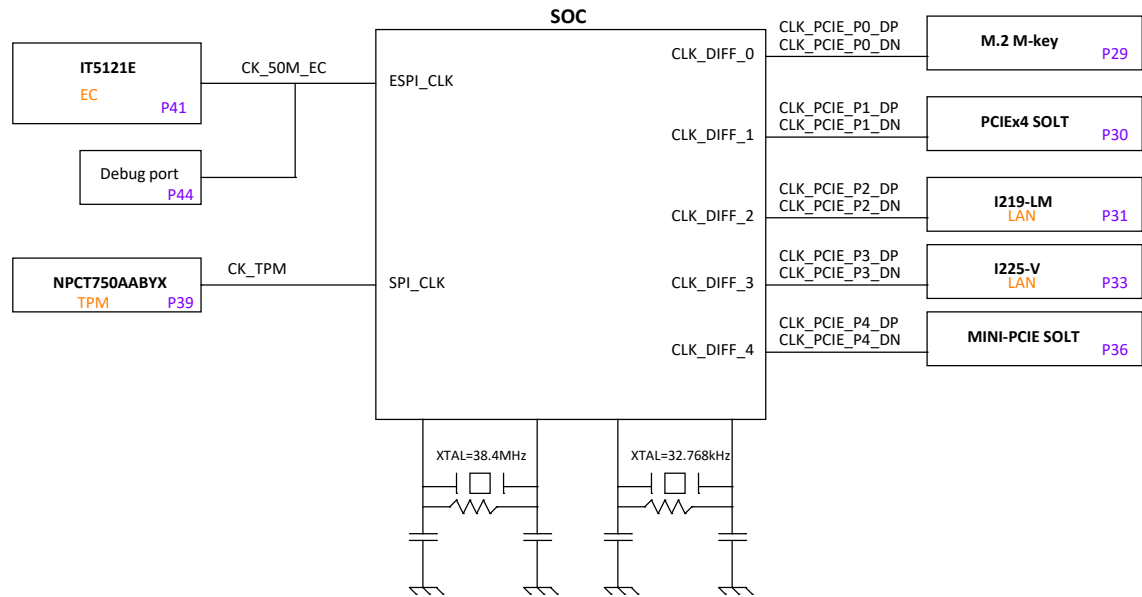 SOC
IT5121E
EC
P41
CK_50M_EC
ESPI_CLK
Debug port
P44
NPCT750AABYX
TPM
P39
CK_TPM
SPI_CLK
CLK_DIFF_0
CLK_PCIE_P0_DP
CLK_PCIE_P0_DN
M.2 M-key
P29
CLK_DIFF_1
CLK_PCIE_P1_DP
CLK_PCIE_P1_DN
PCIEx4 SOLT
P30
CLK_DIFF_2
CLK_PCIE_P2_DP
CLK_PCIE_P2_DN
I219-LM
LAN
P31
CLK_DIFF_3
CLK_PCIE_P3_DP
CLK_PCIE_P3_DN
I225-V
LAN
P33
CLK_DIFF_4
CLK_PCIE_P4_DP
CLK_PCIE_P4_DN
MINI-PCIE SOLT
P36
XTAL=38.4MHz
XTAL=32.768kHz